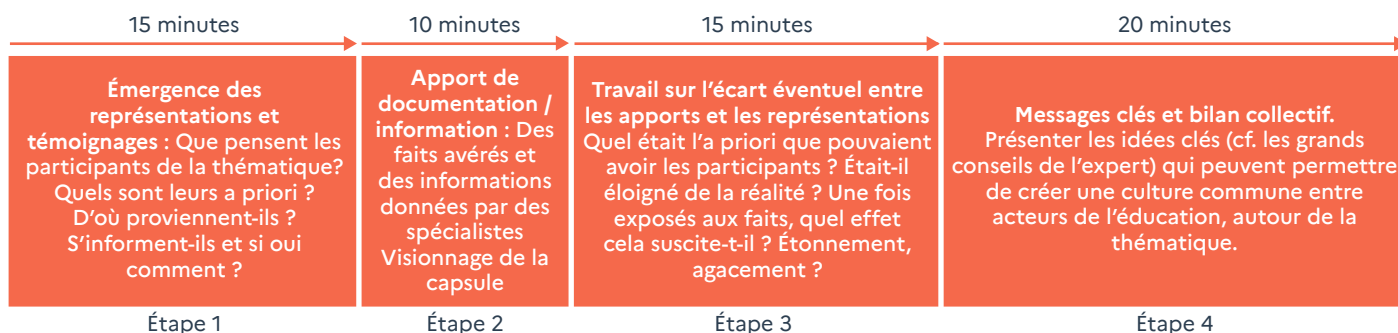 15 minutes
10 minutes
15 minutes
20 minutes
Émergence des
représentations et
témoignages : Que pensent les
participants de la thématique?
Quels sont leurs a priori ?
D’où proviennent-ils ?
S’informent-ils et si oui
comment ?
Apport de
documentation /
information : Des
faits avérés et
des informations
données par des
spécialistes
Visionnage de la
capsule
Travail sur l’écart éventuel entre
les apports et les représentations
Quel était l’a priori que pouvaient
avoir les participants ? Était-il
éloigné de la réalité ? Une fois
exposés aux faits, quel effet
cela suscite-t-il ? Étonnement,
agacement ?
Messages clés et bilan collectif.
Présenter les idées clés (cf. les grands
conseils de l’expert) qui peuvent permettre
de créer une culture commune entre
acteurs de l’éducation, autour de la
thématique.
Étape 1
Étape 2
Étape 3
Étape 4